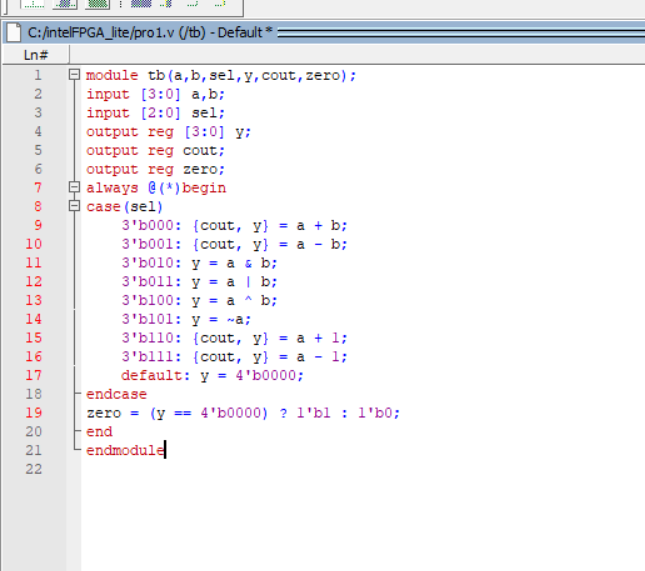 C:/intelFPGA_lite/pro1.v (/tb) - Default *
Ln#
1 module tb(a,b,sel,y,cout,zero);
2 input [3:0] a,b;
3 input [2:0] sel;
4 output reg [3:0] y;
5 output reg cout;
6 output reg zero;
7 always @(*)begin
8 case(sel)
9 3'b000: {cout, y} = a + b;
10 3'b001: {cout, y} = a - b;
11 3'b010: y = a & b;
12 3'b011: y = a | b;
13 3'b100: y = a ^ b;
14 3'b101: y = ~a;
15 3'b110: {cout, y} = a + 1;
16 3'b111: {cout, y} = a - 1;
17 default: y = 4'b0000;
18 endcase
19 zero = (y == 4'b0000) ? 1'b1 : 1'b0;
20 end
21 endmodule
22